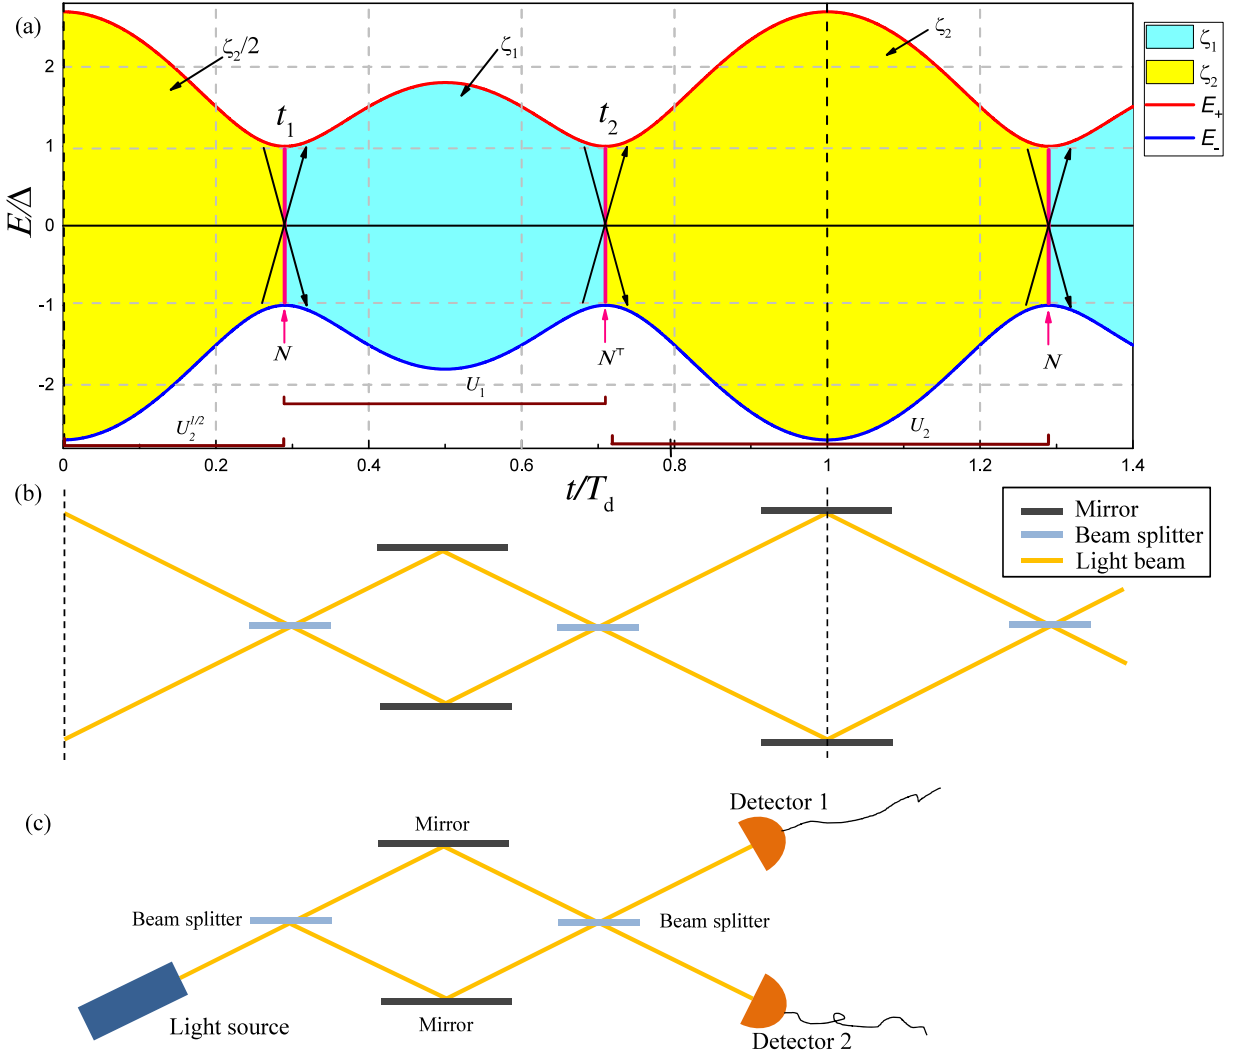 (a)
ζ₂/2
ζ₁
ζ₂
ζ₁
ζ₂
E₊
E₋
t₁
t₂
E/Δ
2
1
0
-1
-2
N
N^T
N
U₁
U₂^{1/2}
U₂
0
0.2
0.4
0.6
0.8
1
1.2
1.4
t/T_d
(b)
Mirror
Beam splitter
Light beam
(c)
Detector 1
Mirror
Beam splitter
Beam splitter
Light source
Mirror
Detector 2